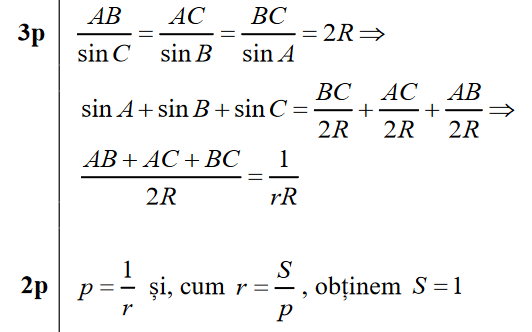 3p AB/sin C = AC/sin B = BC/sin A = 2R ⇒
sin A + sin B + sin C = BC/2R + AC/2R + AB/2R ⇒
(AB + AC + BC)/2R = 1/rR
2p p = 1/r și, cum r = S/p, obținem S = 1